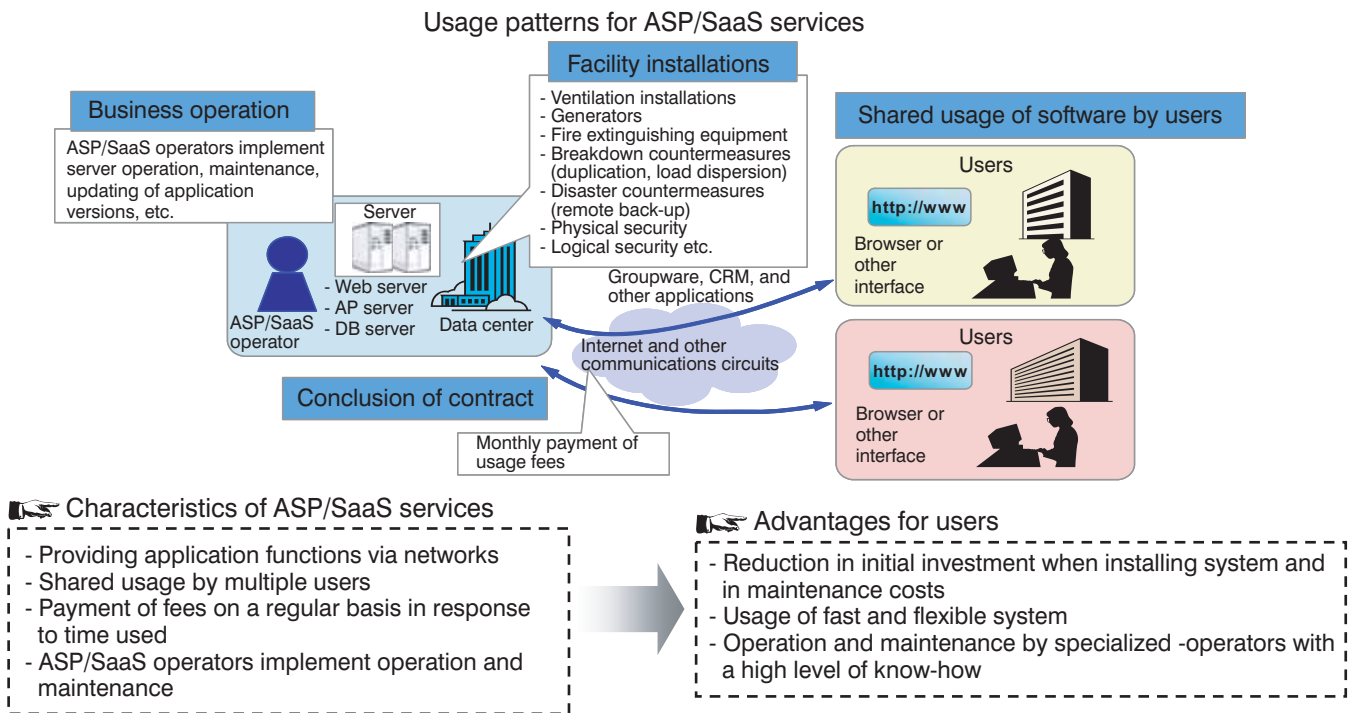 Usage patterns for ASP/SaaS services
Facility installations
- Ventilation installations
- Generators
- Fire extinguishing equipment
- Breakdown countermeasures
(duplication, load dispersion)
- Disaster countermeasures
(remote back-up)
- Physical security
- Logical security etc.
Business operation
ASP/SaaS operators implement
server operation, maintenance,
updating of application
versions, etc.
Server
- Web server
- AP server
- DB server
ASP/SaaS
operator
Data center
Shared usage of software by users
Users
http://www
Browser or
other
interface
Groupware, CRM, and
other applications
Internet and other
communications circuits
Users
http://www
Browser or
other
interface
Conclusion of contract
Monthly payment of
usage fees
Characteristics of ASP/SaaS services
- Providing application functions via networks
- Shared usage by multiple users
- Payment of fees on a regular basis in response
to time used
- ASP/SaaS operators implement operation and
maintenance
Advantages for users
- Reduction in initial investment when installing system and
in maintenance costs
- Usage of fast and flexible system
- Operation and maintenance by specialized -operators with
a high level of know-how